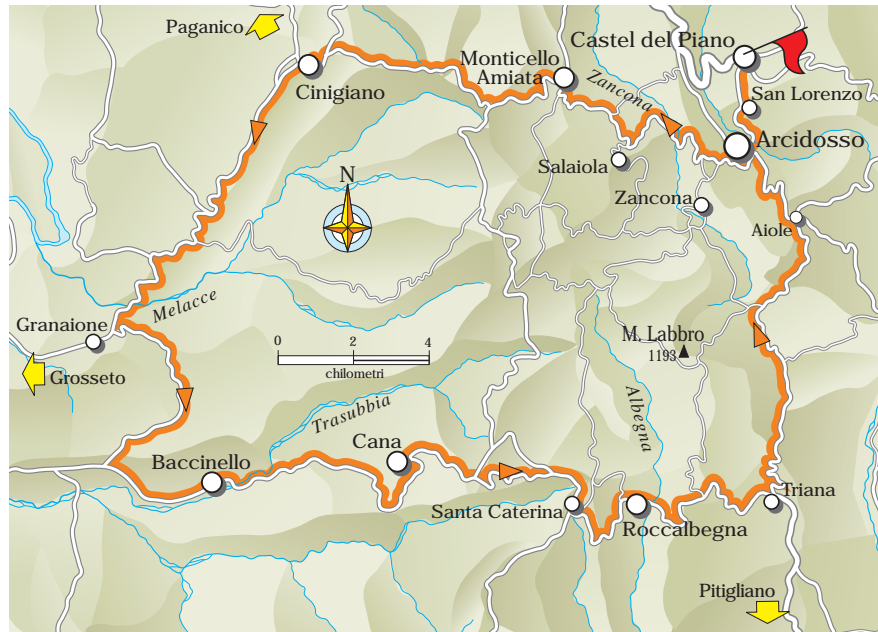 Paganico
Castel del Piano
Monticello
Amiata
Cinigiano
Zancona
San Lorenzo
Arcidosso
Salaiola
N
Zancona
Aiole
Melacce
Granaione
M. Labbro
1193
0 2 4
chilometri
Grosseto
Albegna
Trasubbia
Cana
Baccinello
Triana
Santa Caterina
Roccalbegna
Pitigliano